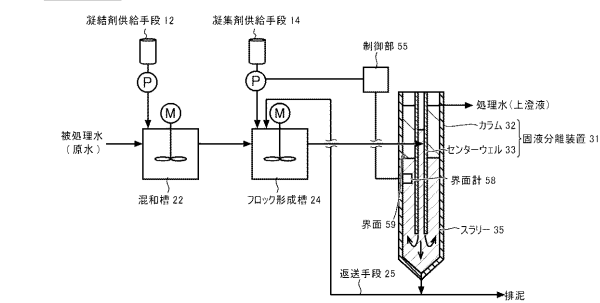 凝結剤供給手段 12
凝集剤供給手段 14
制御部 55
P
P
M
M
処理水(上澄液)
カラム 32
固液分離装置 31
センターウェル 33
被処理水
(原水)
界面計 58
混和槽 22
フロック形成槽 24
界面 59
スラリー 35
返送手段 25
排泥